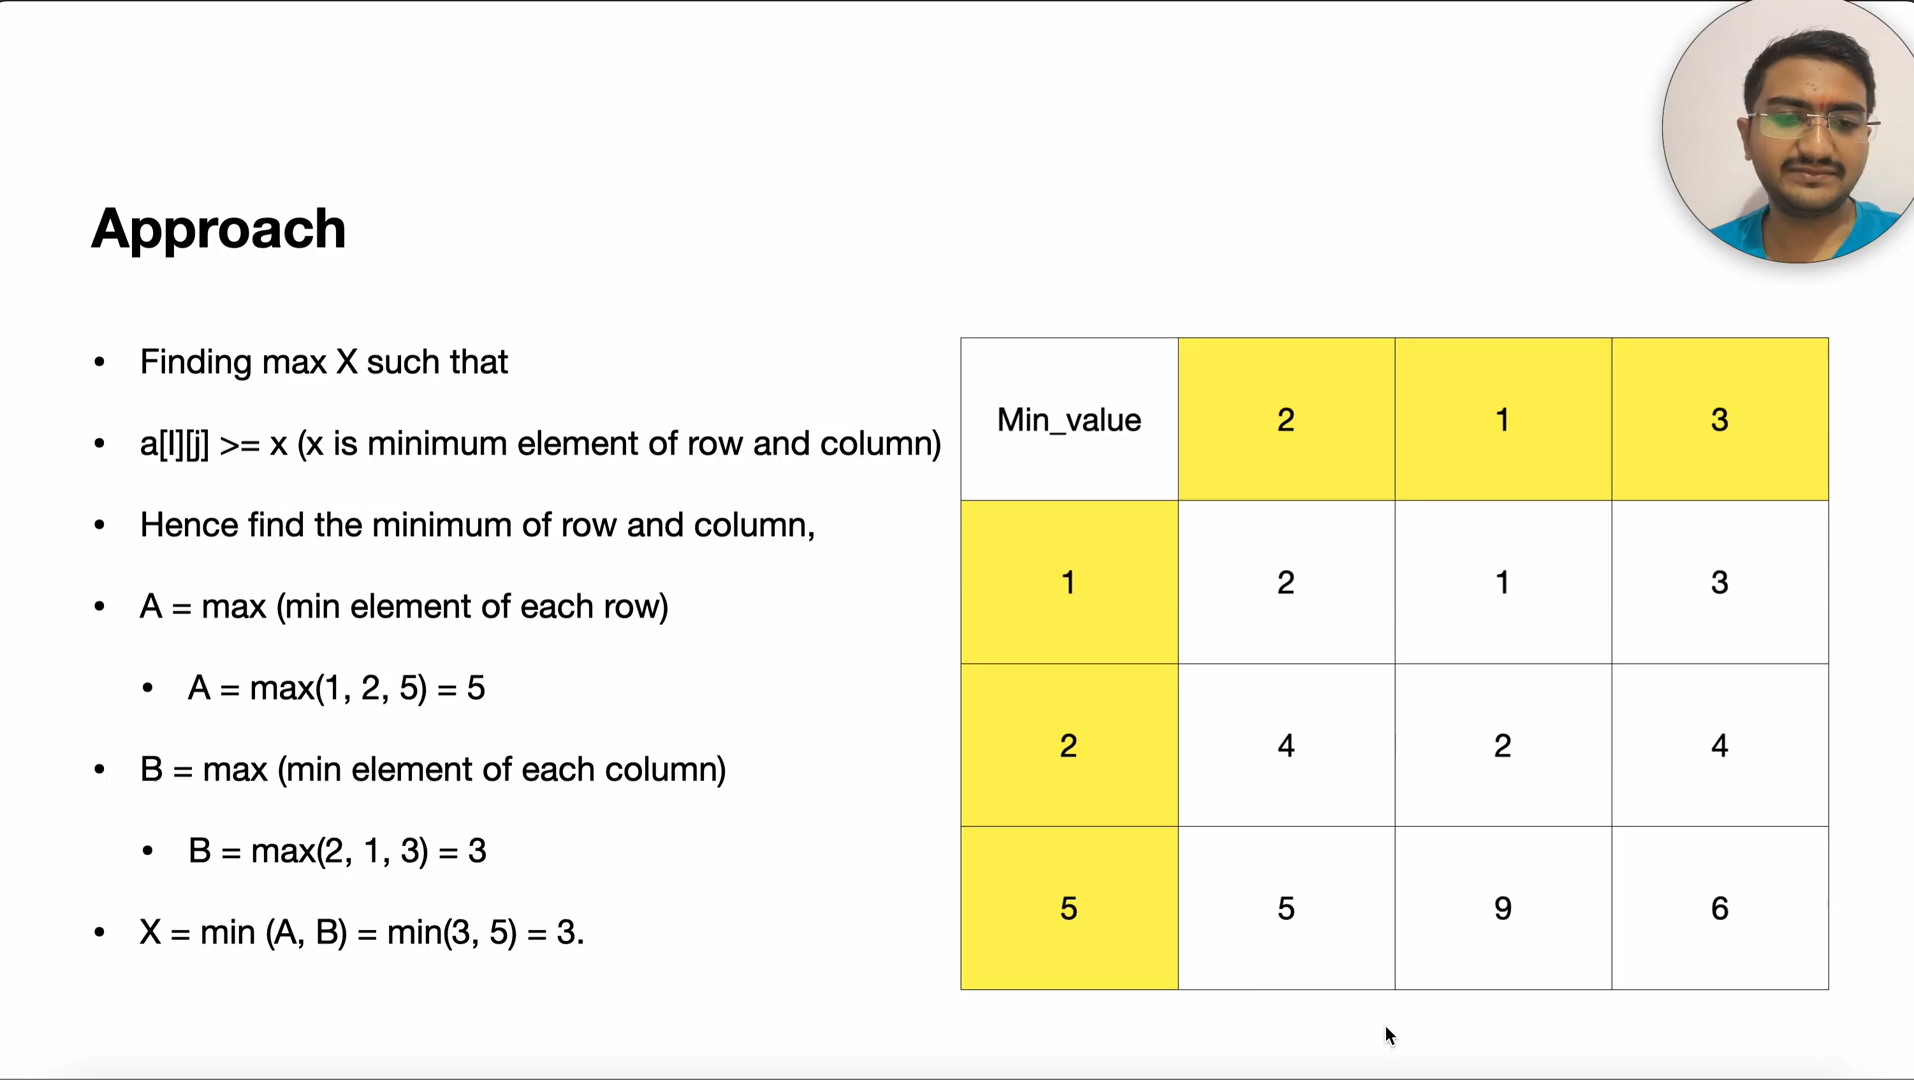 Approach
• Finding max X such that
• a[I][j] >= x (x is minimum element of row and column)
• Hence find the minimum of row and column,
• A = max (min element of each row)
• A = max(1, 2, 5) = 5
• B = max (min element of each column)
• B = max(2, 1, 3) = 3
• X = min (A, B) = min(3, 5) = 3.
Min_value 2 1 3
1 2 1 3
2 4 2 4
5 5 9 6